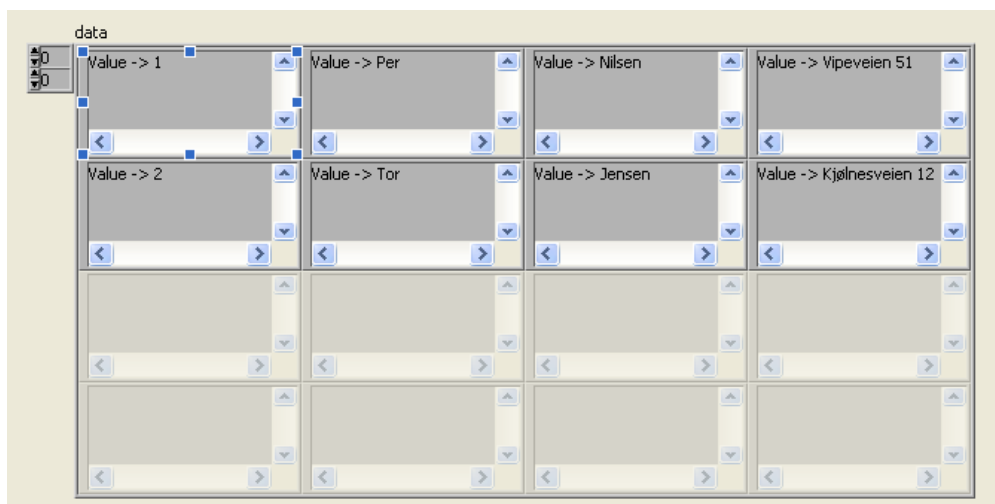 data
0
0
Value -> 1
Value -> Per
Value -> Nilsen
Value -> Vipeveien 51
Value -> 2
Value -> Tor
Value -> Jensen
Value -> Kjølnesveien 12